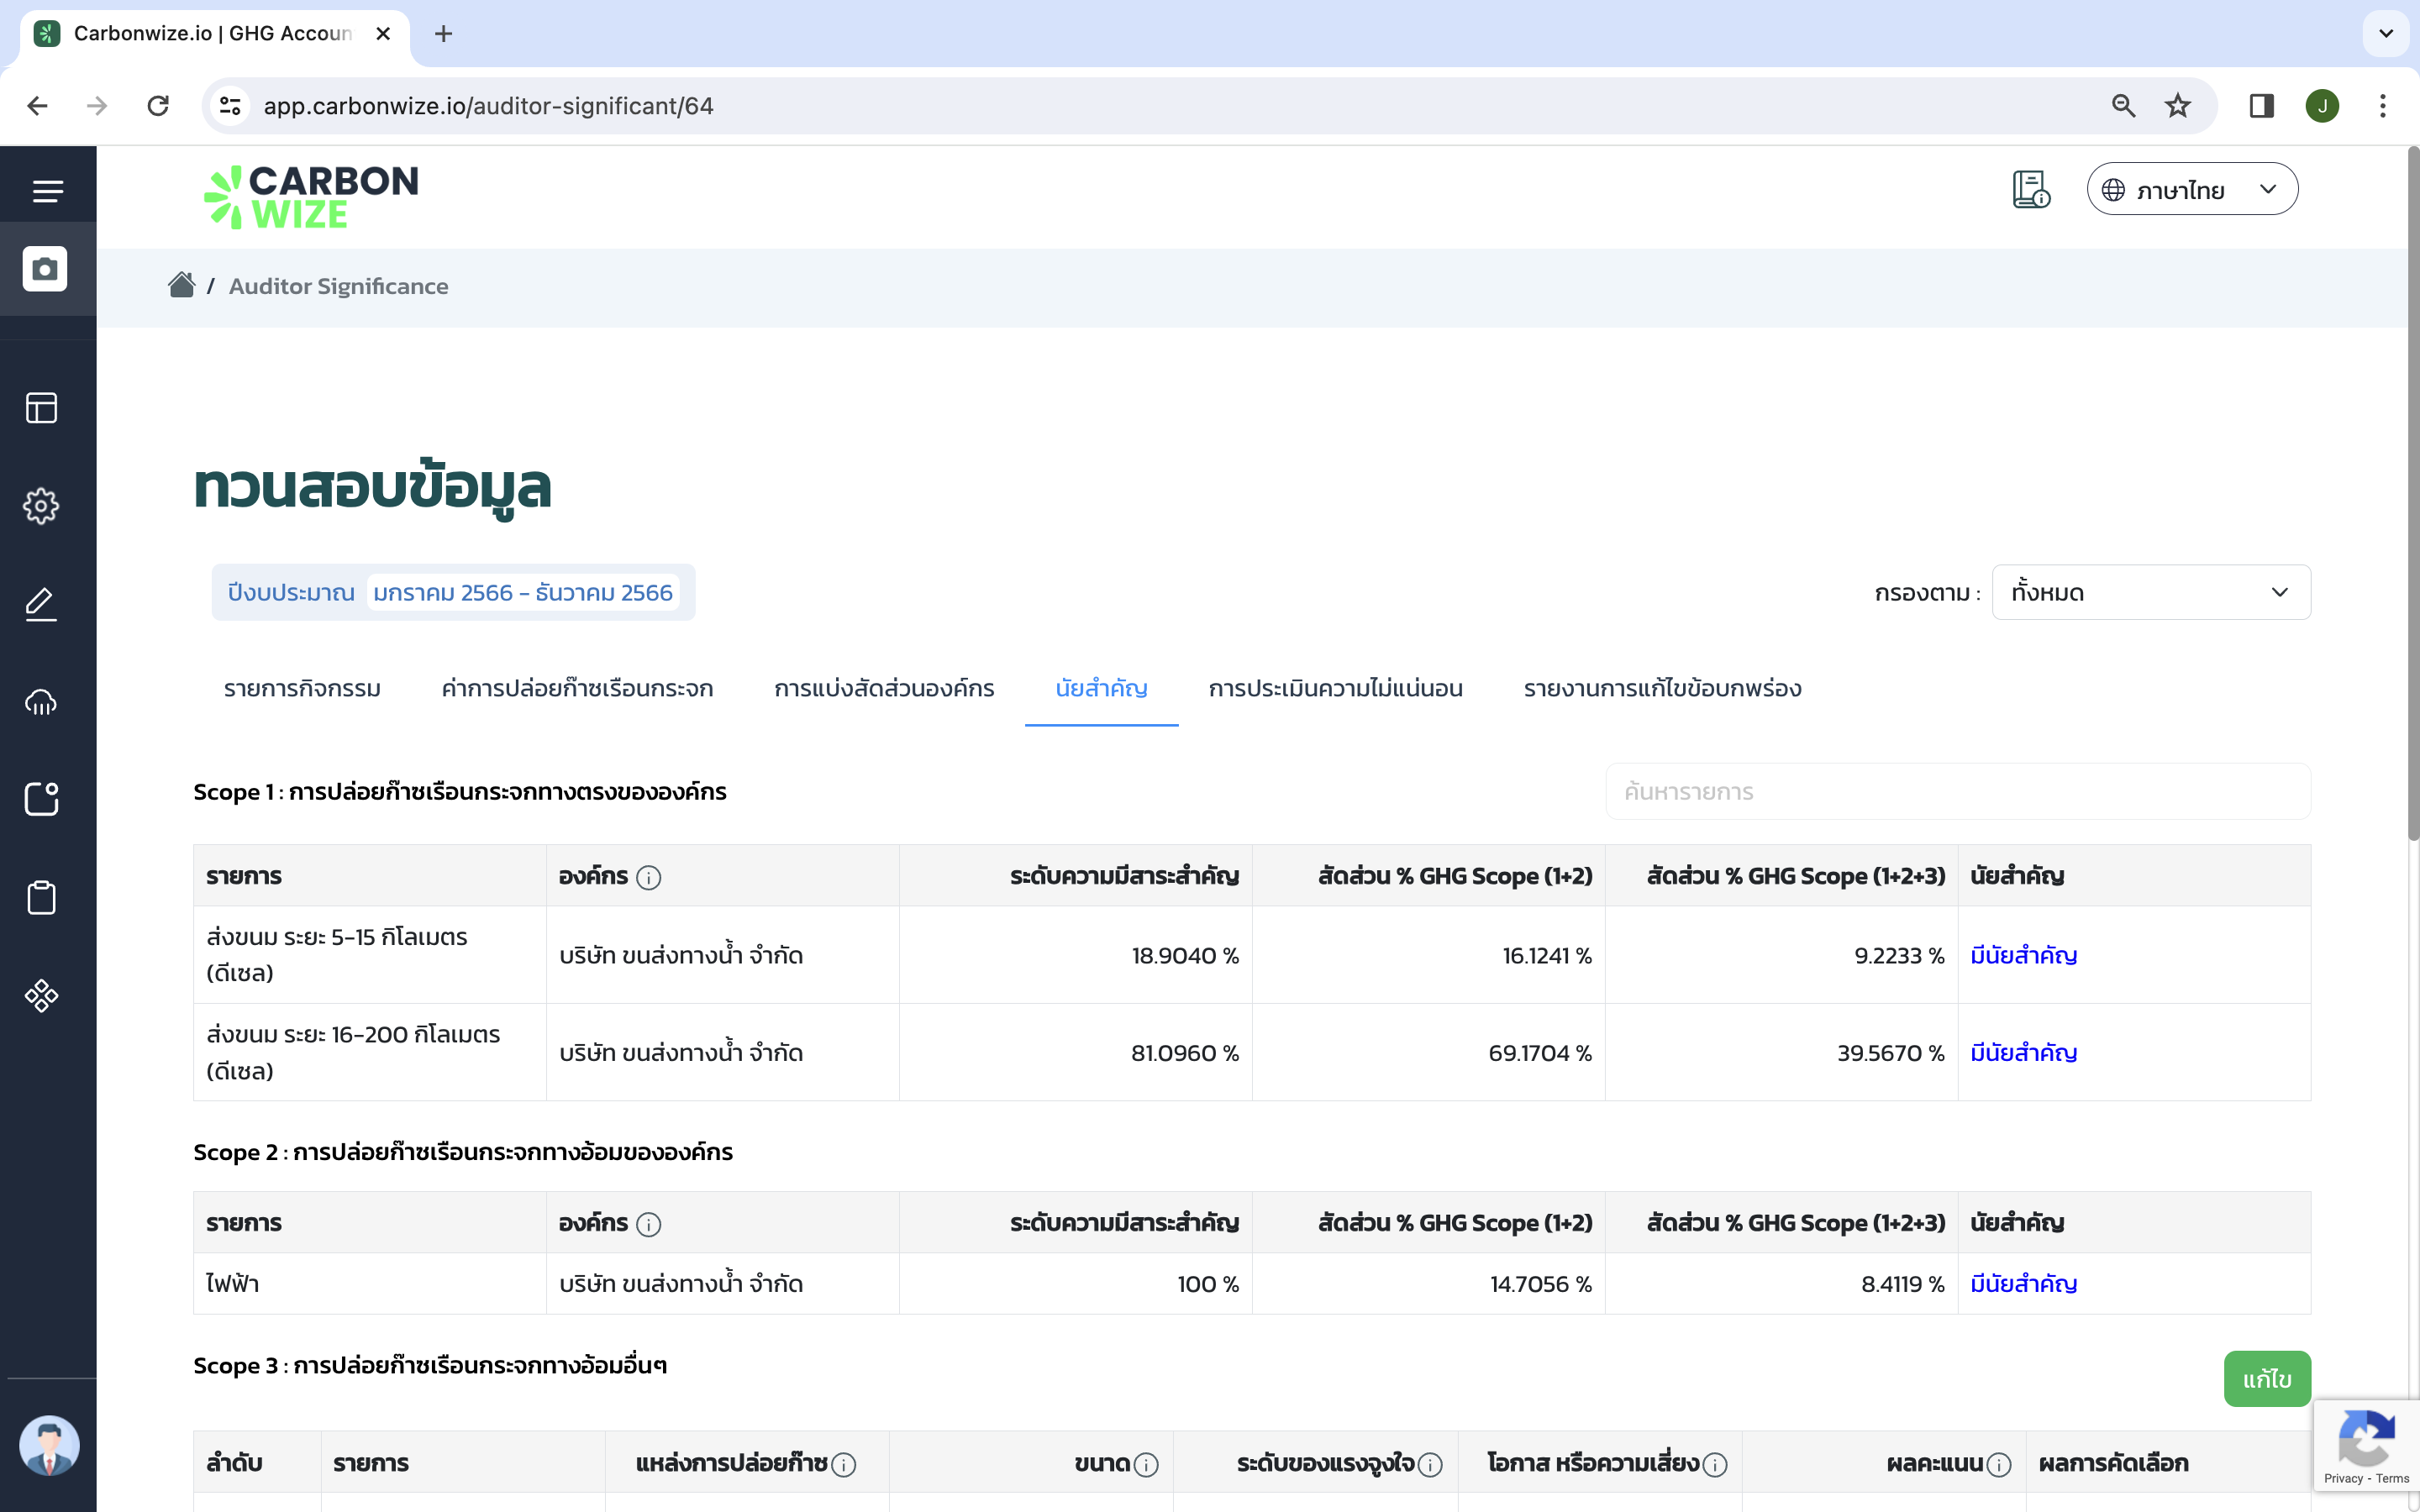 Carbonwize.io | GHG Accoun
app.carbonwize.io/auditor-significant/64
J
CARBON
WIZE
ภาษาไทย
/ Auditor Significance
ทวนสอบข้อมูล
ปีงบประมาณ มกราคม 2566 - ธันวาคม 2566
กรองตาม : ทั้งหมด
รายการกิจกรรม ค่าการปล่อยก๊าซเรือนกระจก การแบ่งสัดส่วนองค์กร นัยสำคัญ การประเมินความไม่แน่นอน รายงานการแก้ไขข้อบกพร่อง
Scope 1 : การปล่อยก๊าซเรือนกระจกทางตรงขององค์กร
ค้นหารายการ
รายการ องค์กร ระดับความมีสาระสำคัญ สัดส่วน % GHG Scope (1+2) สัดส่วน % GHG Scope (1+2+3) นัยสำคัญ
ส่งขนม ระยะ 5-15 กิโลเมตร
(ดีเซล)
บริษัท ขนส่งทางน้ำ จำกัด 18.9040 % 16.1241 % 9.2233 % มีนัยสำคัญ
ส่งขนม ระยะ 16-200 กิโลเมตร
(ดีเซล)
บริษัท ขนส่งทางน้ำ จำกัด 81.0960 % 69.1704 % 39.5670 % มีนัยสำคัญ
Scope 2 : การปล่อยก๊าซเรือนกระจกทางอ้อมขององค์กร
รายการ องค์กร ระดับความมีสาระสำคัญ สัดส่วน % GHG Scope (1+2) สัดส่วน % GHG Scope (1+2+3) นัยสำคัญ
ไฟฟ้า บริษัท ขนส่งทางน้ำ จำกัด 100 % 14.7056 % 8.4119 % มีนัยสำคัญ
Scope 3 : การปล่อยก๊าซเรือนกระจกทางอ้อมอื่นๆ
แก้ไข
ลำดับ รายการ แหล่งการปล่อยก๊าซ ขนาด ระดับของแรงจูงใจ โอกาส หรือความเสี่ยง ผลคะแนน ผลการคัดเลือก
Privacy - Terms